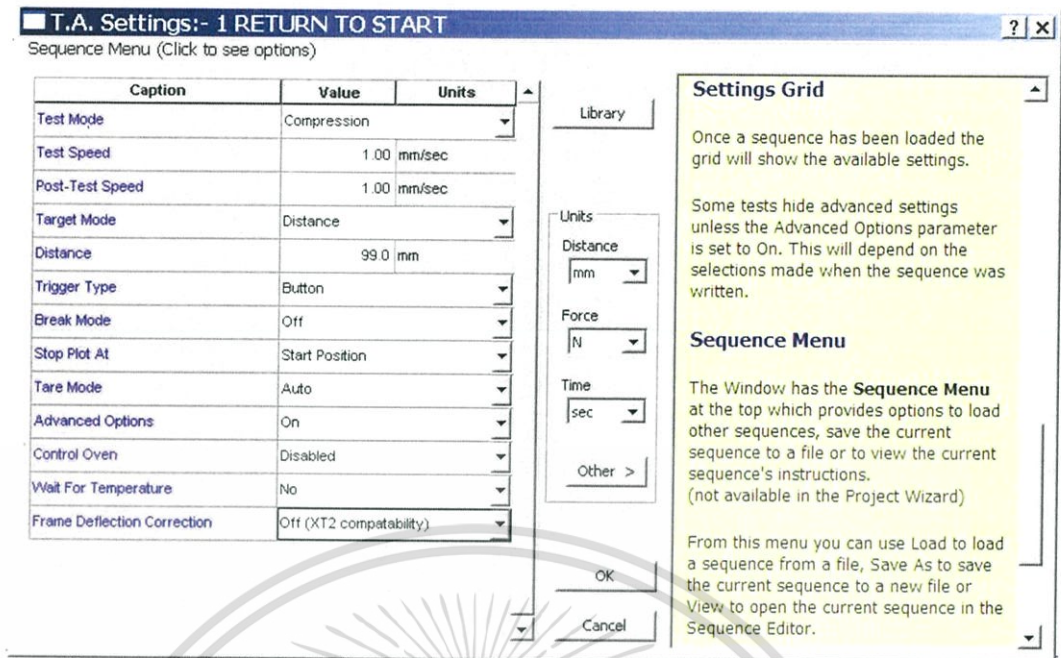 T.A. Settings:- 1 RETURN TO START
? X
Sequence Menu (Click to see options)
Caption Value Units
Test Mode Compression
Test Speed 1.00 mm/sec
Post-Test Speed 1.00 mm/sec
Target Mode Distance
Distance 99.0 mm
Trigger Type Button
Break Mode Off
Stop Plot At Start Position
Tare Mode Auto
Advanced Options On
Control Oven Disabled
Wait For Temperature No
Frame Deflection Correction Off (XT2 compatability)
Library
Units
Distance
mm
Force
N
Time
sec
Other >
OK
Cancel
Settings Grid
Once a sequence has been loaded the
grid will show the available settings.
Some tests hide advanced settings
unless the Advanced Options parameter
is set to On. This will depend on the
selections made when the sequence was
written.
Sequence Menu
The Window has the Sequence Menu
at the top which provides options to load
other sequences, save the current
sequence to a file or to view the current
sequence's instructions.
(not available in the Project Wizard)
From this menu you can use Load to load
a sequence from a file, Save As to save
the current sequence to a new file or
View to open the current sequence in the
Sequence Editor.